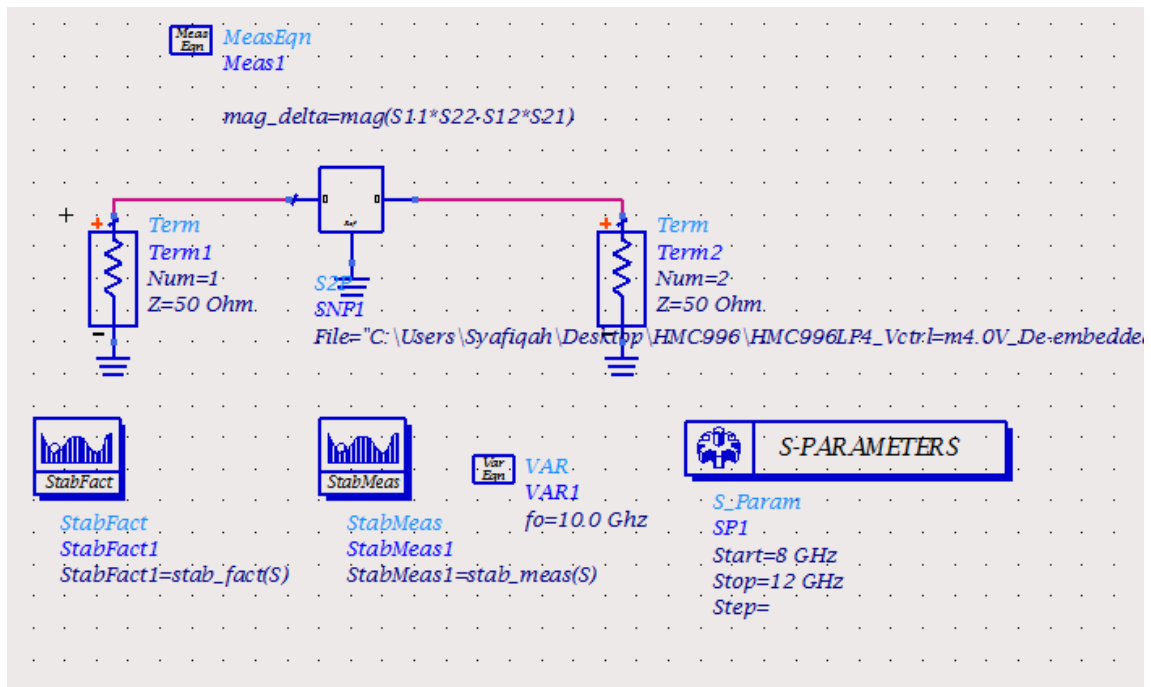 Meas
Eqn
MeasEqn
Meas1
mag_delta=mag(S11*S22-S12*S21)
Ref
Term
Term1
Num=1
Z=50 Ohm
S2P
SNP1
File="C:\Users\Syafiqah\Desktop\HMC996\HMC996LP4_Vctrl=m4.0V_De-embedded
Term
Term2
Num=2
Z=50 Ohm
StabFact
StabFact
StabFact1
StabFact1=stab_fact(S)
StabMeas
StabMeas
StabMeas1
StabMeas1=stab_meas(S)
Var
Eqn
VAR
VAR1
fo=10.0 Ghz
S-PARAMETERS
S_Param
SP1
Start=8 GHz
Stop=12 GHz
Step=